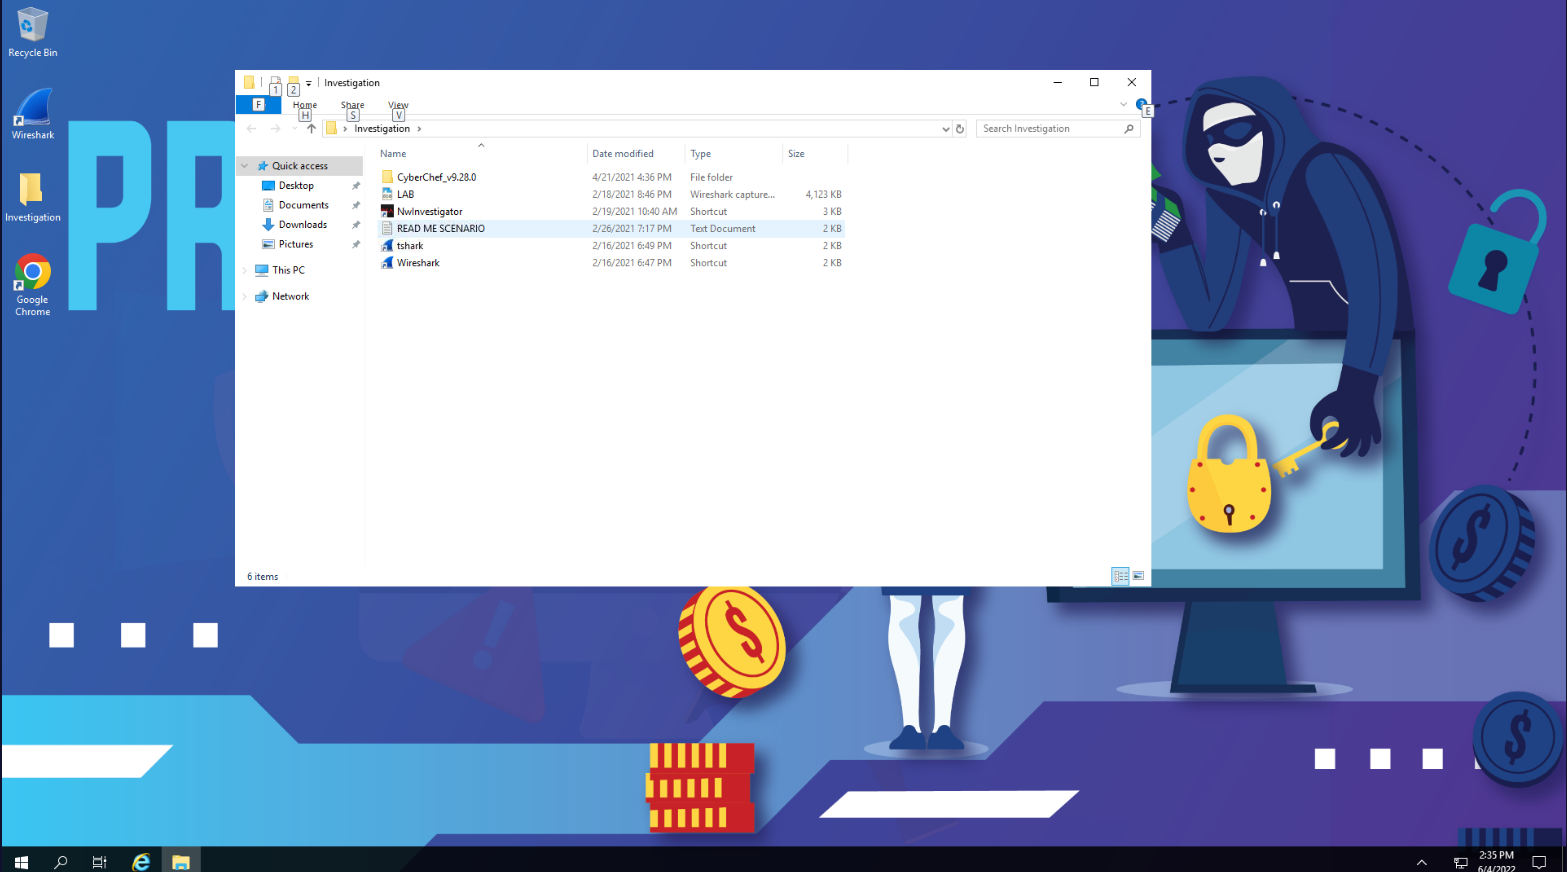 Recycle Bin
Wireshark
Investigation
Google
Chrome
PR
Investigation
1 2
F Home Share View
H S V E
Investigation
Search Investigation
Name Date modified Type Size
Quick access
Desktop
Documents
Downloads
Pictures
This PC
Network
CyberChef_v9.28.0 4/21/2021 4:36 PM File folder
LAB 2/18/2021 8:46 PM Wireshark capture... 4,123 KB
NwInvestigator 2/19/2021 10:40 AM Shortcut 3 KB
READ ME SCENARIO 2/26/2021 7:17 PM Text Document 2 KB
tshark 2/16/2021 6:49 PM Shortcut 2 KB
Wireshark 2/16/2021 6:47 PM Shortcut 2 KB
6 items
2:35 PM
6/4/2022